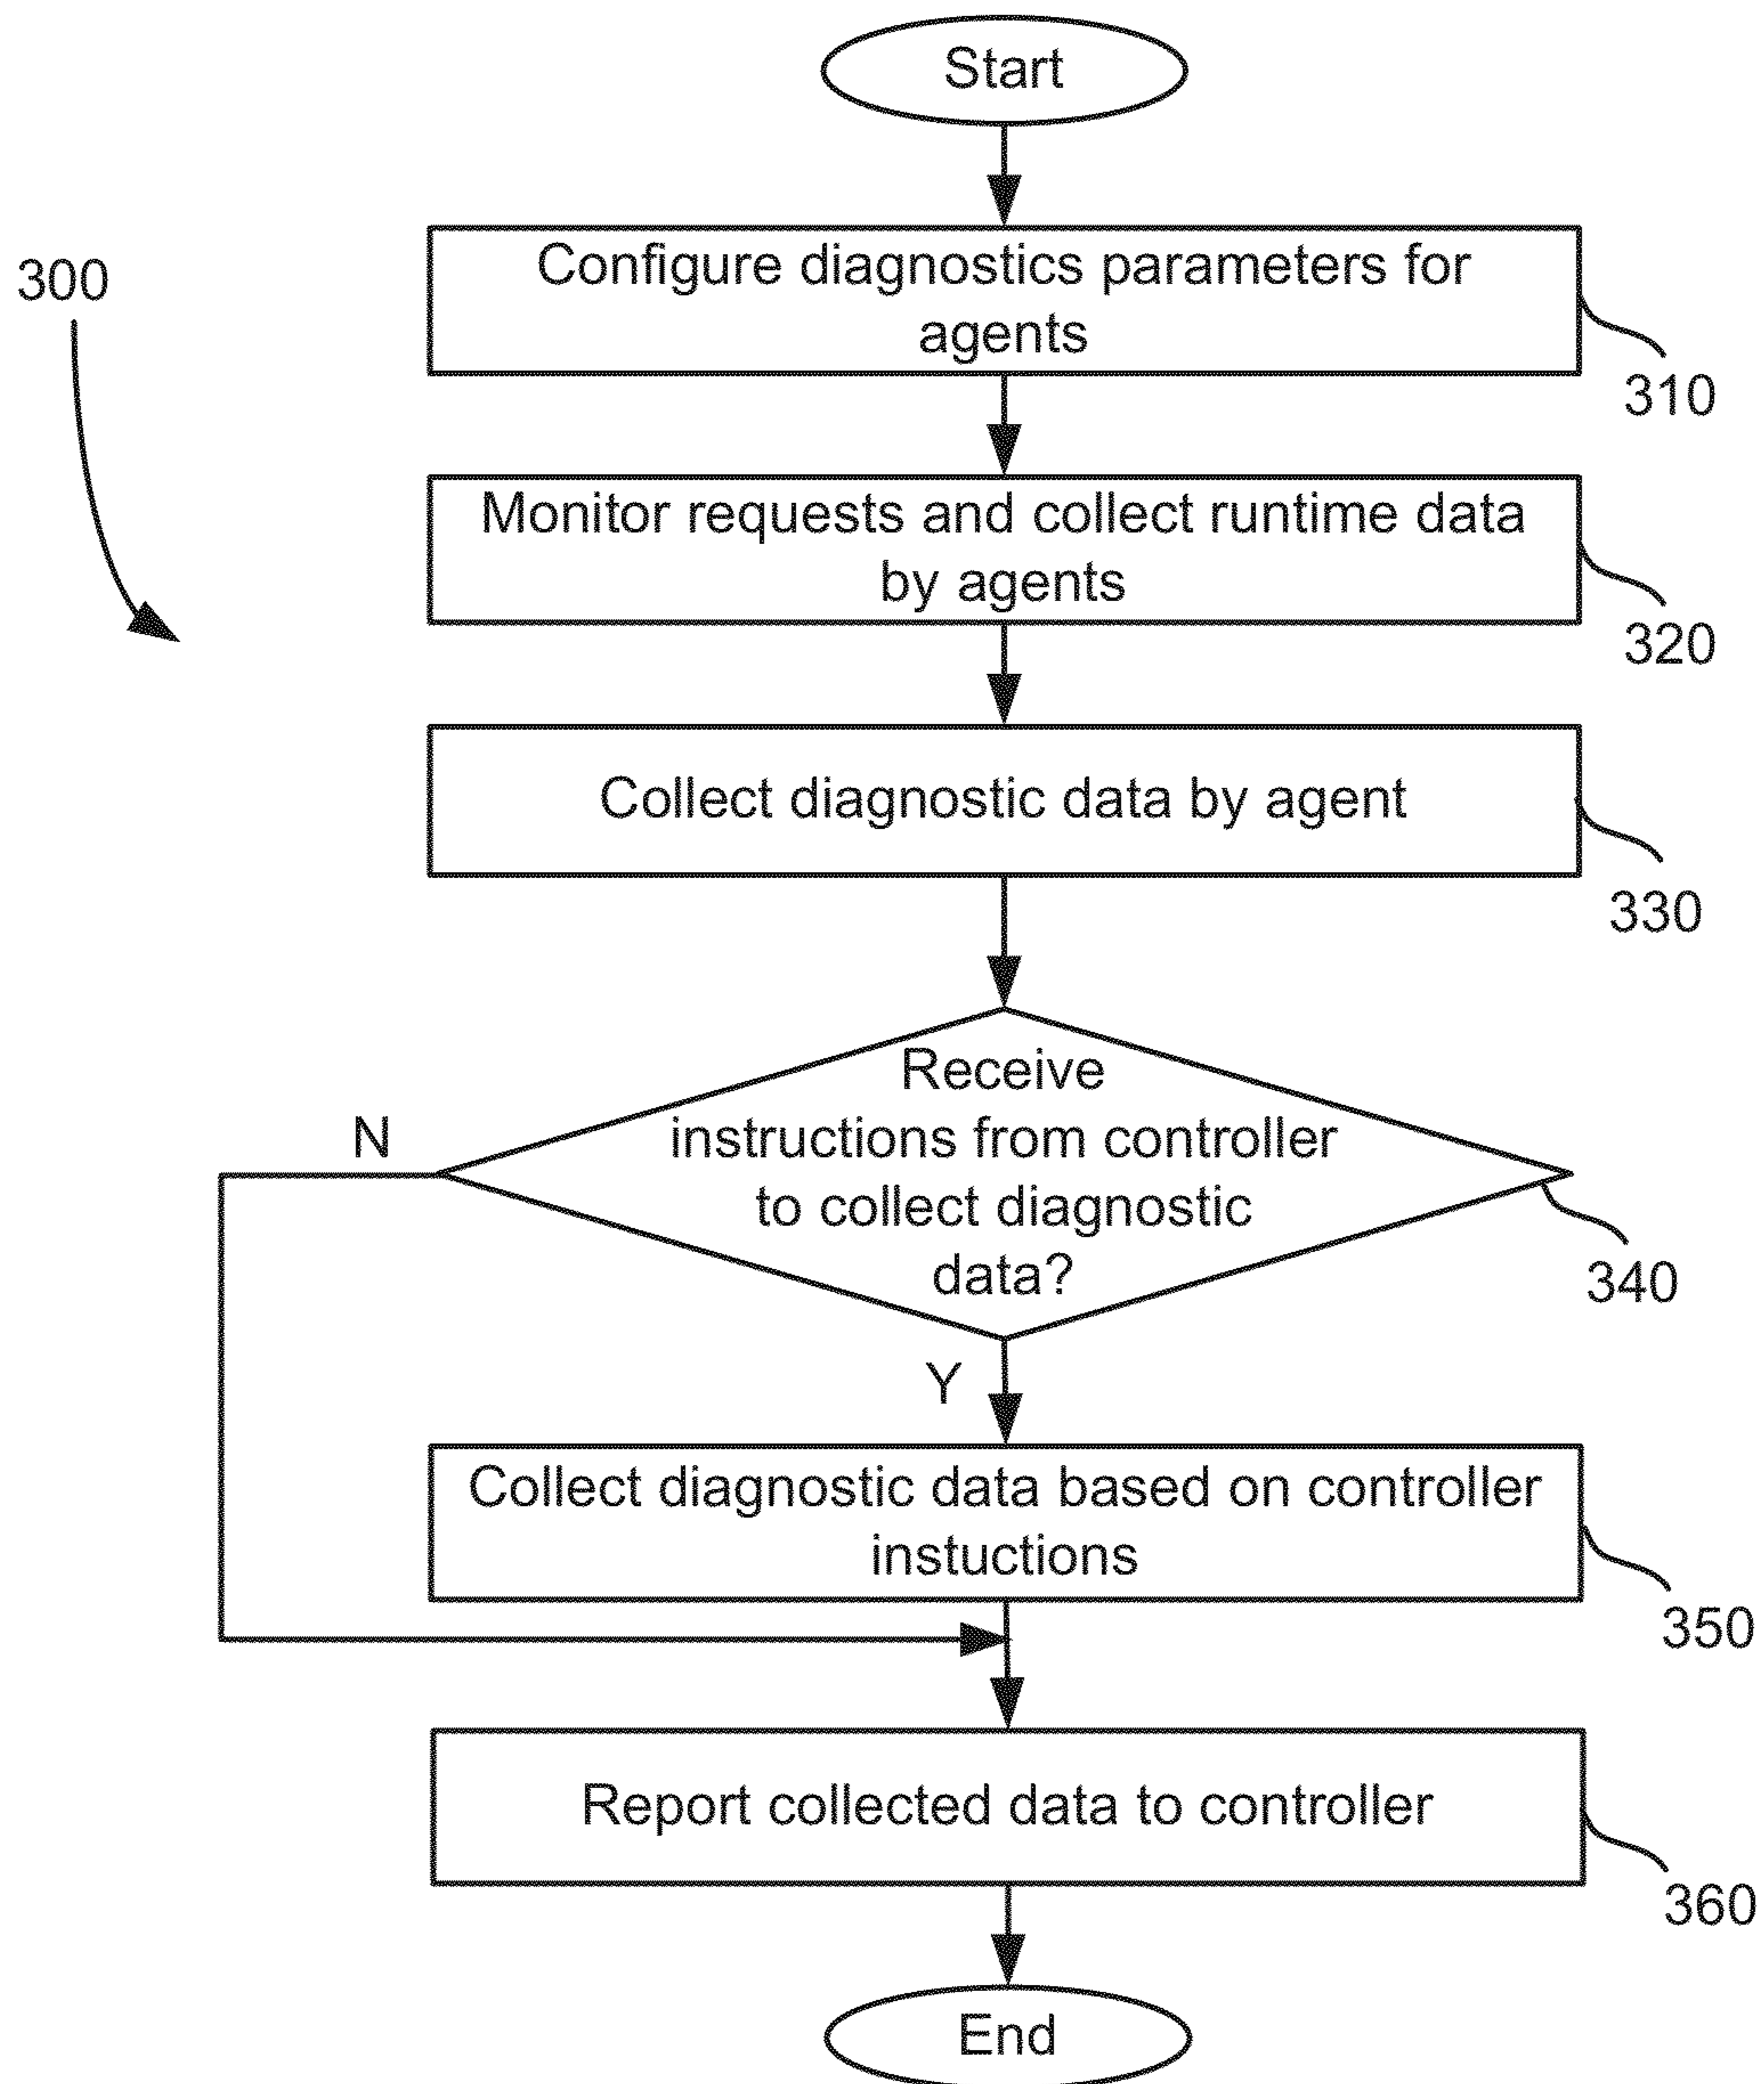 Start
300
Configure diagnostics parameters for
agents
310
Monitor requests and collect runtime data
by agents
320
Collect diagnostic data by agent
330
Receive
instructions from controller
to collect diagnostic
data?
N
340
Y
Collect diagnostic data based on controller
instuctions
350
Report collected data to controller
360
End